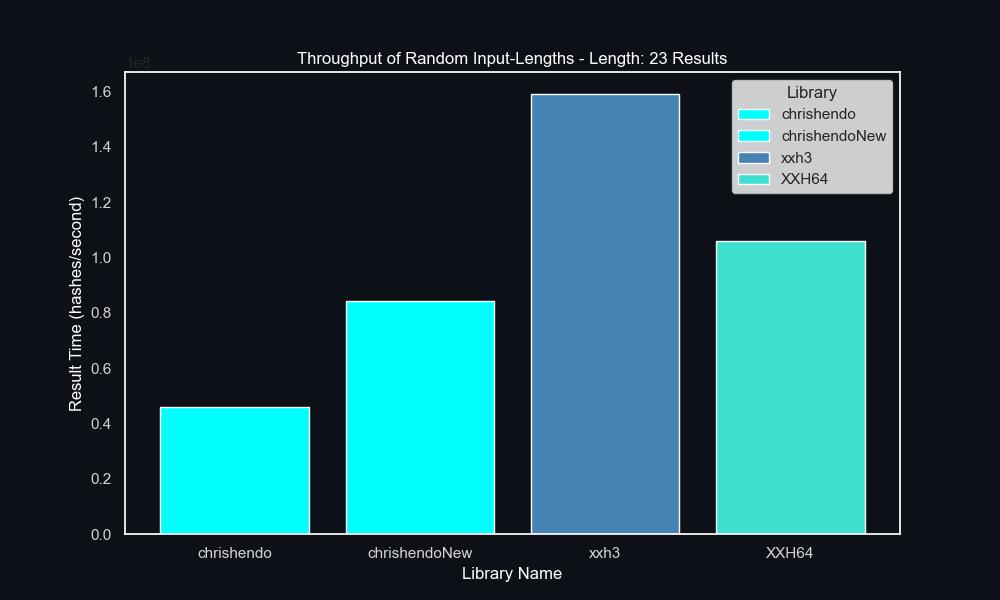 Throughput of Random Input-Lengths - Length: 23 Results
1e8
1.6
1.4
1.2
1.0
0.8
0.6
0.4
0.2
0.0
Result Time (hashes/second)
Library
chrishendo
chrishendoNew
xxh3
XXH64
chrishendo
chrishendoNew
xxh3
XXH64
Library Name